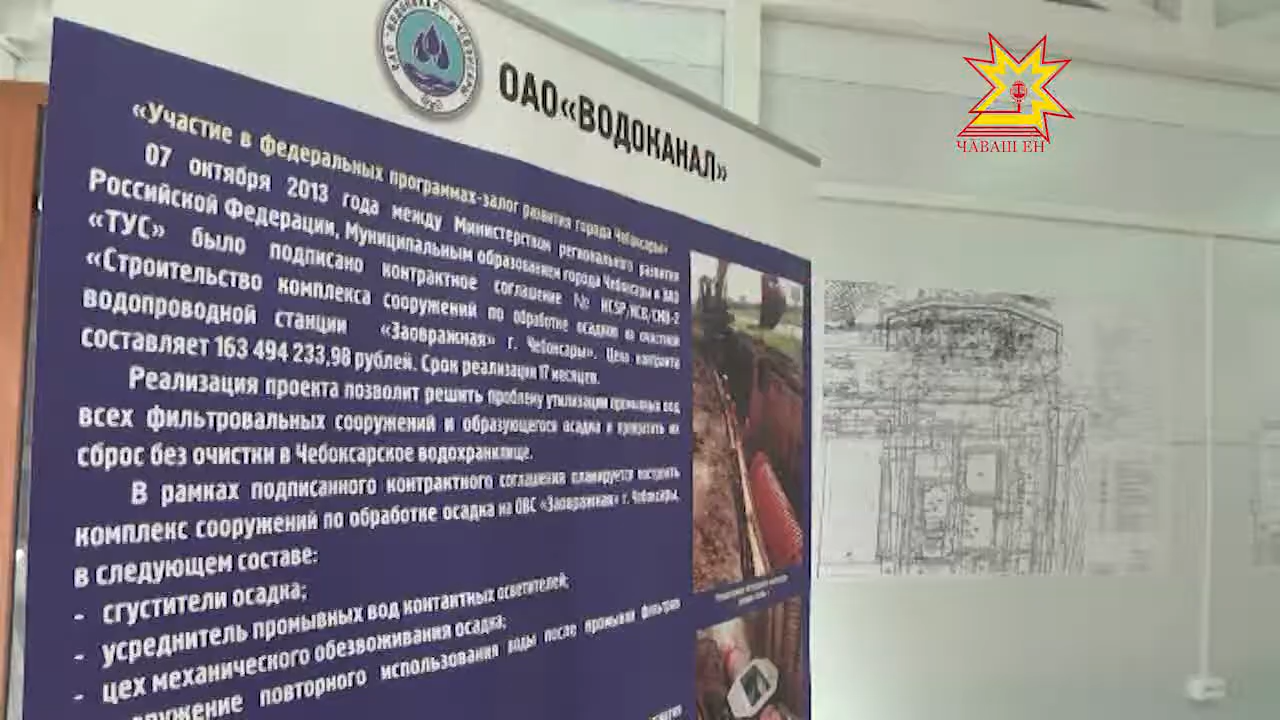 ОАО«ВОДОКАНАЛ»
ЧӐВАШ ЕН
«Участие в федеральных программах-залог развития города Чебоксары»
07 октября 2013 года между Министерством регионального развития
Российской Федерации, Муниципальным образованием города Чебоксары и ЗАО
«ТУС» было подписано контрактное соглашение №
«Строительство комплекса сооружений по обработке осадков на очистной
водопроводной станции «Заовражная» г. Чебоксары». Цена контракта
составляет 163 494 233,98 рублей. Срок реализации 17 месяцев.
Реализация проекта позволит решить проблему утилизации промывных вод
всех фильтровальных сооружений и образующегося осадка и прекратить их
сброс без очистки в Чебоксарское водохранилище.
В рамках подписанного контрактного соглашения планируется построить
комплекс сооружений по обработке осадка на ОВС «Заовражная» г. Чебоксары,
в следующем составе:
- сгустители осадка;
- усреднитель промывных вод контактных осветлителей;
- цех механического обезвоживания осадка;
повторного использования воды после промывки фильтров